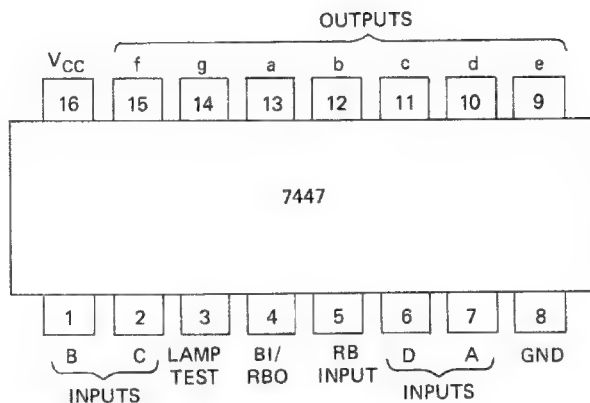 OUTPUTS
VCC f g a b c d e
16 15 14 13 12 11 10 9
7447
1 2 3 4 5 6 7 8
B C LAMP TEST BI/RBO RB INPUT D A GND
INPUTS INPUTS